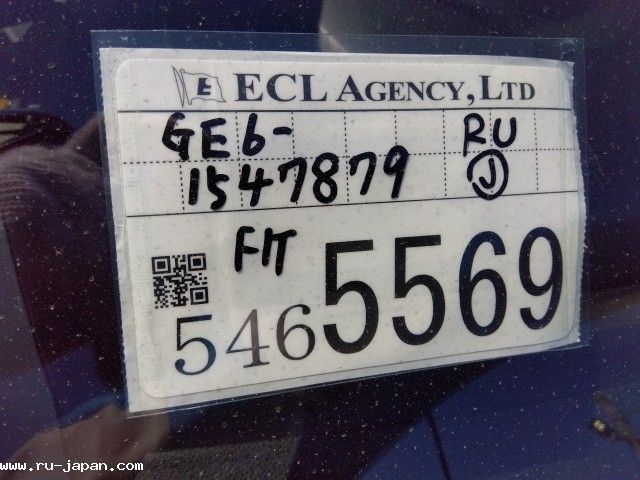 E ECL AGENCY, LTD
GE6- RU
1547879 J
FIT
5465569
www.ru-japan.com